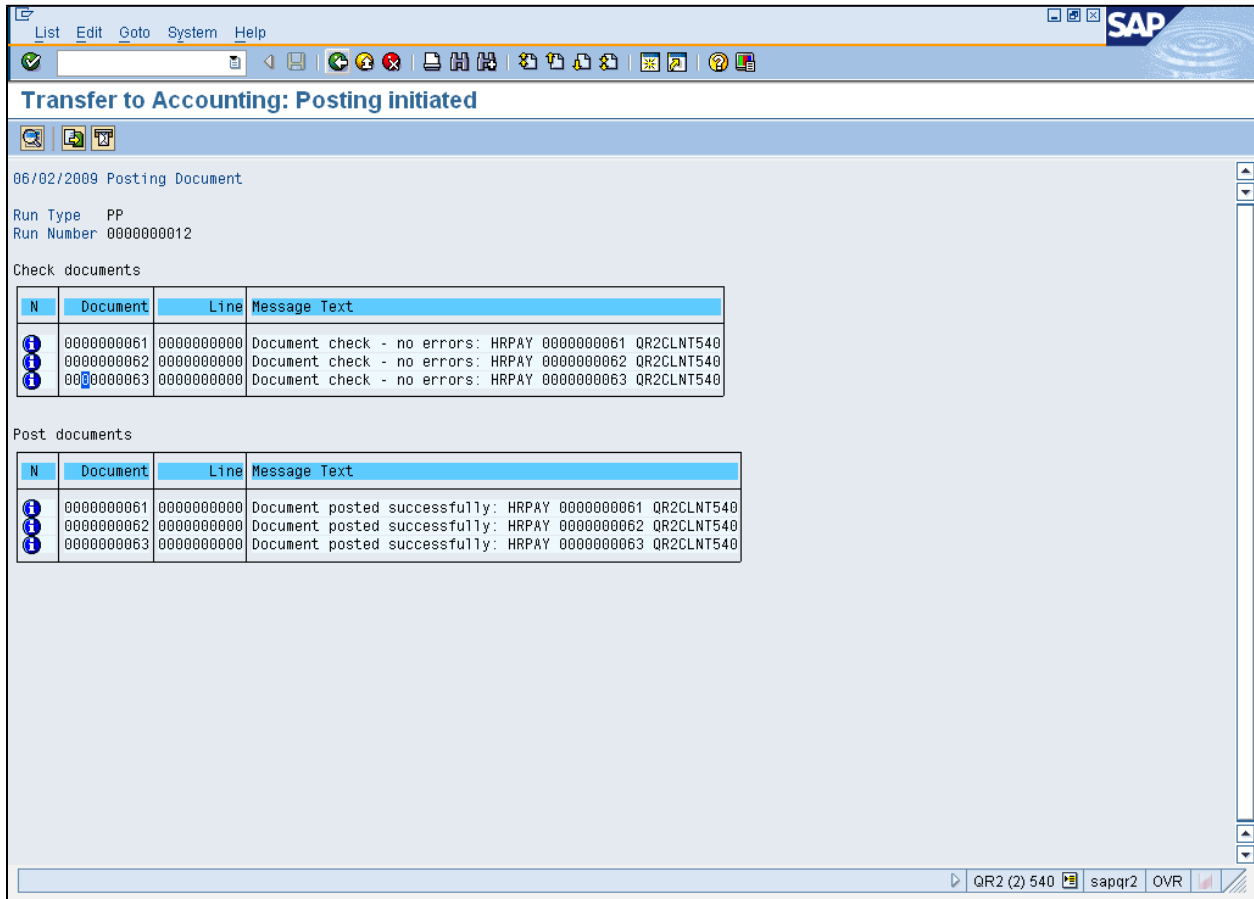 List Edit Goto System Help
SAP
Transfer to Accounting: Posting initiated
06/02/2009 Posting Document
Run Type PP
Run Number 0000000012
Check documents
N Document Line Message Text
0000000061 0000000000 Document check - no errors: HRPAY 0000000061 QR2CLNT540
0000000062 0000000000 Document check - no errors: HRPAY 0000000062 QR2CLNT540
0000000063 0000000000 Document check - no errors: HRPAY 0000000063 QR2CLNT540
Post documents
N Document Line Message Text
0000000061 0000000000 Document posted successfully: HRPAY 0000000061 QR2CLNT540
0000000062 0000000000 Document posted successfully: HRPAY 0000000062 QR2CLNT540
0000000063 0000000000 Document posted successfully: HRPAY 0000000063 QR2CLNT540
QR2 (2) 540 sapqr2 OVR